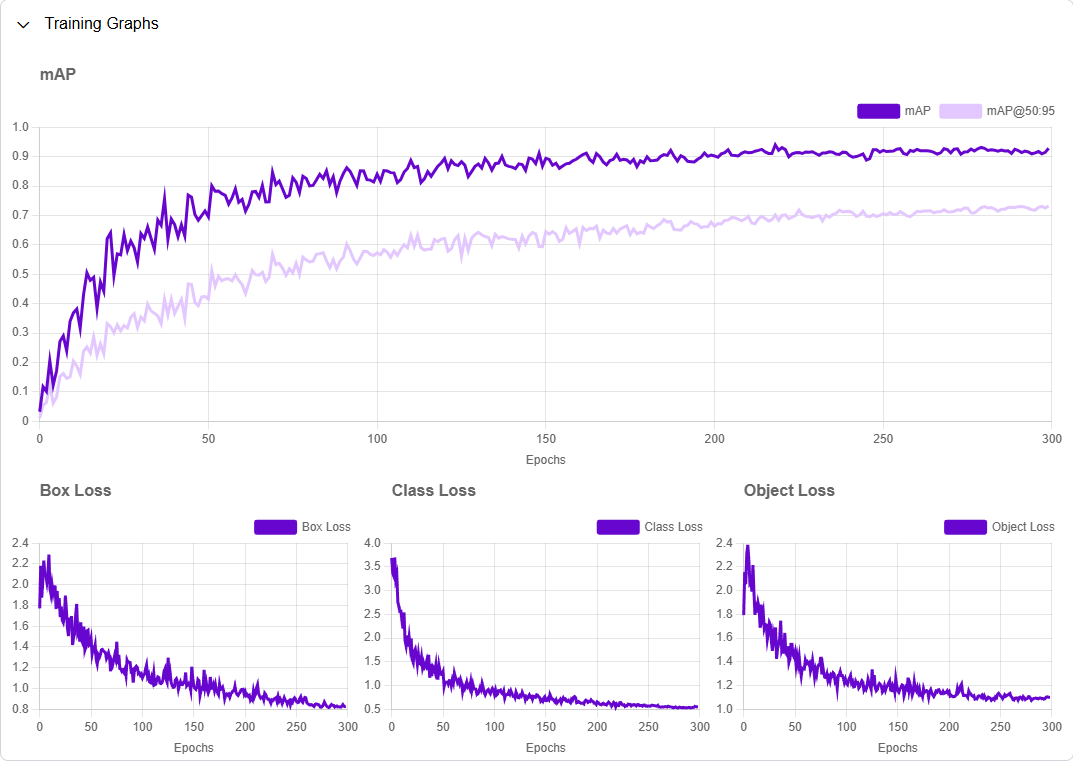 Training Graphs
mAP
mAP mAP@50:95
1.0
0.9
0.8
0.7
0.6
0.5
0.4
0.3
0.2
0.1
0
0 50 100 150 200 250 300
Epochs
Box Loss
Box Loss
2.4
2.2
2.0
1.8
1.6
1.4
1.2
1.0
0.8
0 50 100 150 200 250 300
Epochs
Class Loss
Class Loss
4.0
3.5
3.0
2.5
2.0
1.5
1.0
0.5
0 50 100 150 200 250 300
Epochs
Object Loss
Object Loss
2.4
2.2
2.0
1.8
1.6
1.4
1.2
1.0
0 50 100 150 200 250 300
Epochs